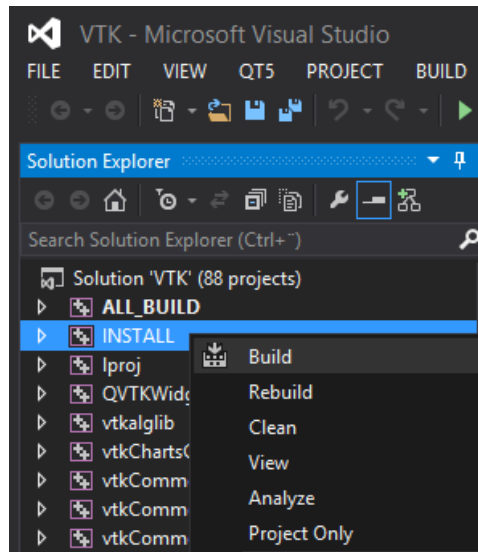 VTK - Microsoft Visual Studio
FILE EDIT VIEW QT5 PROJECT BUILD
Solution Explorer
Search Solution Explorer (Ctrl+¨)
Solution 'VTK' (88 projects)
ALL_BUILD
INSTALL
Build
lproj
QVTKWidg
Rebuild
vtkalglib
Clean
vtkChartsC
View
vtkComm
Analyze
vtkComm
vtkComm
Project Only